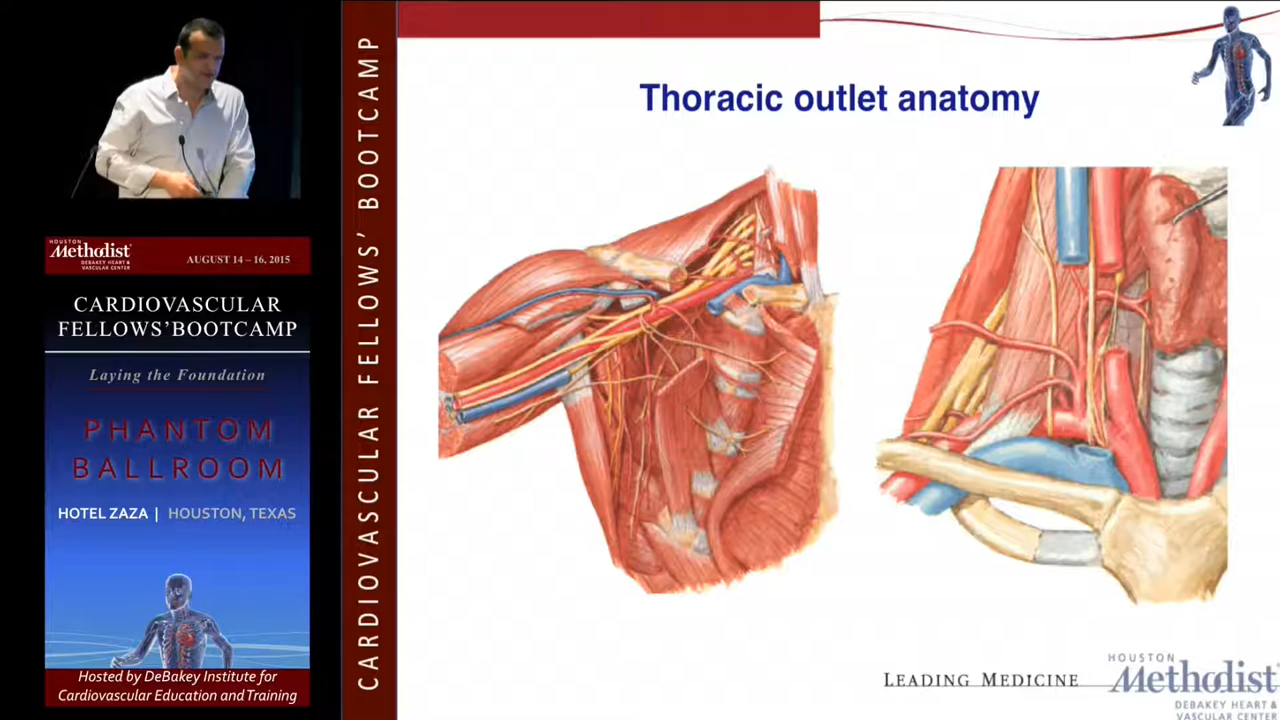 Thoracic outlet anatomy
CARDIOVASCULAR FELLOWS' BOOTCAMP
HOUSTON
Methodist
DEBAKEY HEART &
VASCULAR CENTER
AUGUST 14 – 16, 2015
CARDIOVASCULAR
FELLOWS'BOOTCAMP
Laying the Foundation
PHANTOM
BALLROOM
HOTEL ZAZA | HOUSTON, TEXAS
Hosted by DeBakey Institute for
Cardiovascular Education and Training
LEADING MEDICINE
HOUSTON
Methodist
DEBAKEY HEART &
VASCULAR CENTER